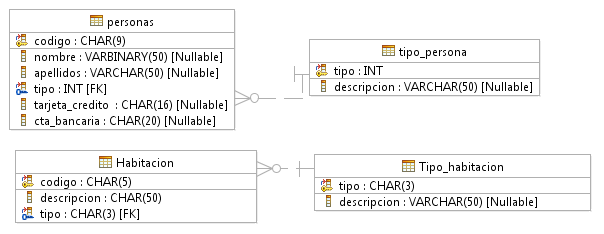 personas
codigo : CHAR(9)
nombre : VARBINARY(50) [Nullable]
apellidos : VARCHAR(50) [Nullable]
tipo : INT [FK]
tarjeta_credito : CHAR(16) [Nullable]
cta_bancaria : CHAR(20) [Nullable]
tipo_persona
tipo : INT
descripcion : VARCHAR(50) [Nullable]
Habitacion
codigo : CHAR(5)
descripcion : CHAR(50)
tipo : CHAR(3) [FK]
Tipo_habitacion
tipo : CHAR(3)
descripcion : VARCHAR(50) [Nullable]